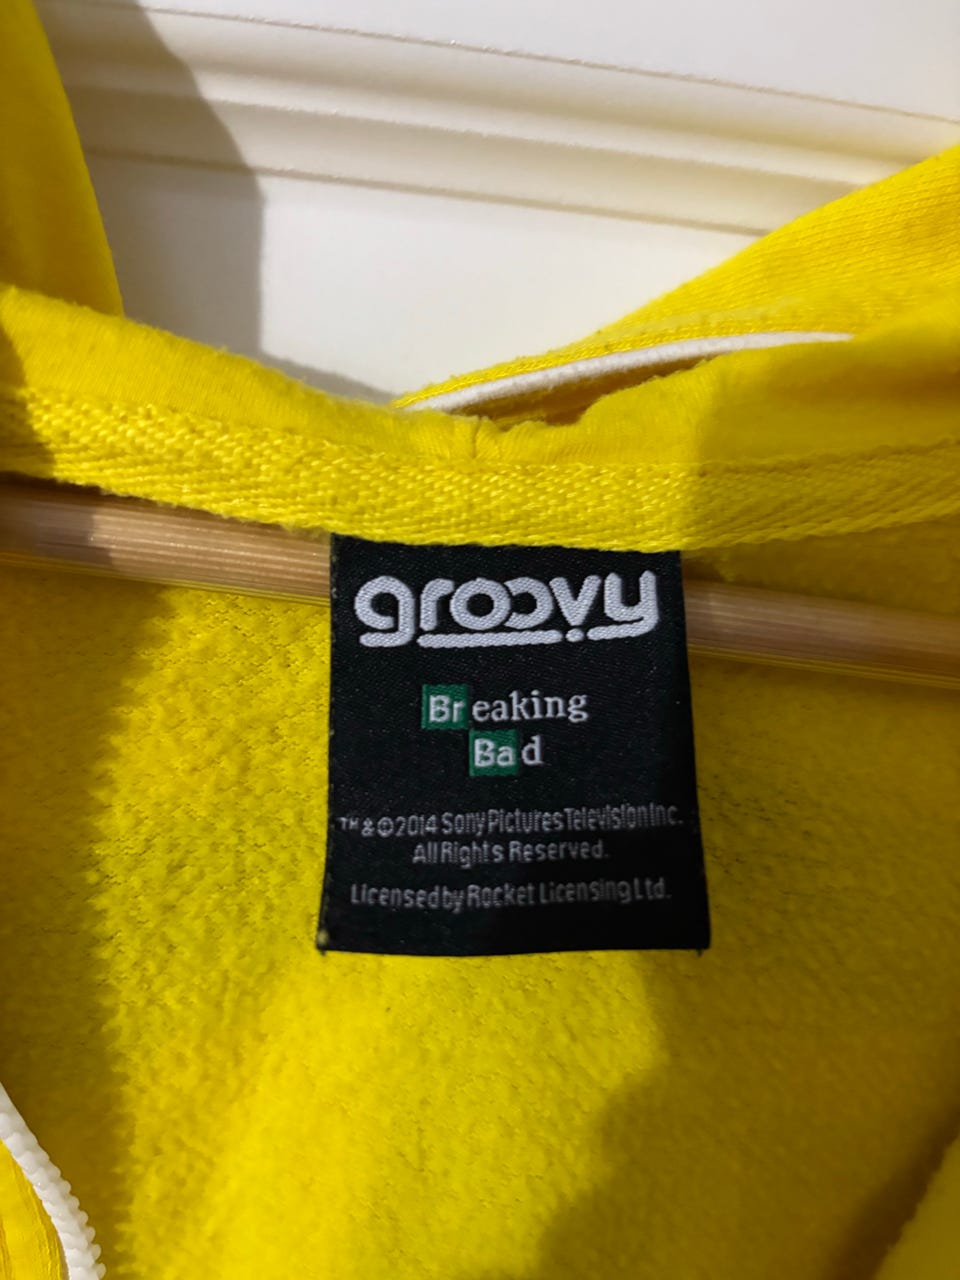 groovy
Breaking
Bad
™ & ©2014 Sony Pictures Television Inc.
All Rights Reserved.
Licensed by Rocket Licensing Ltd.